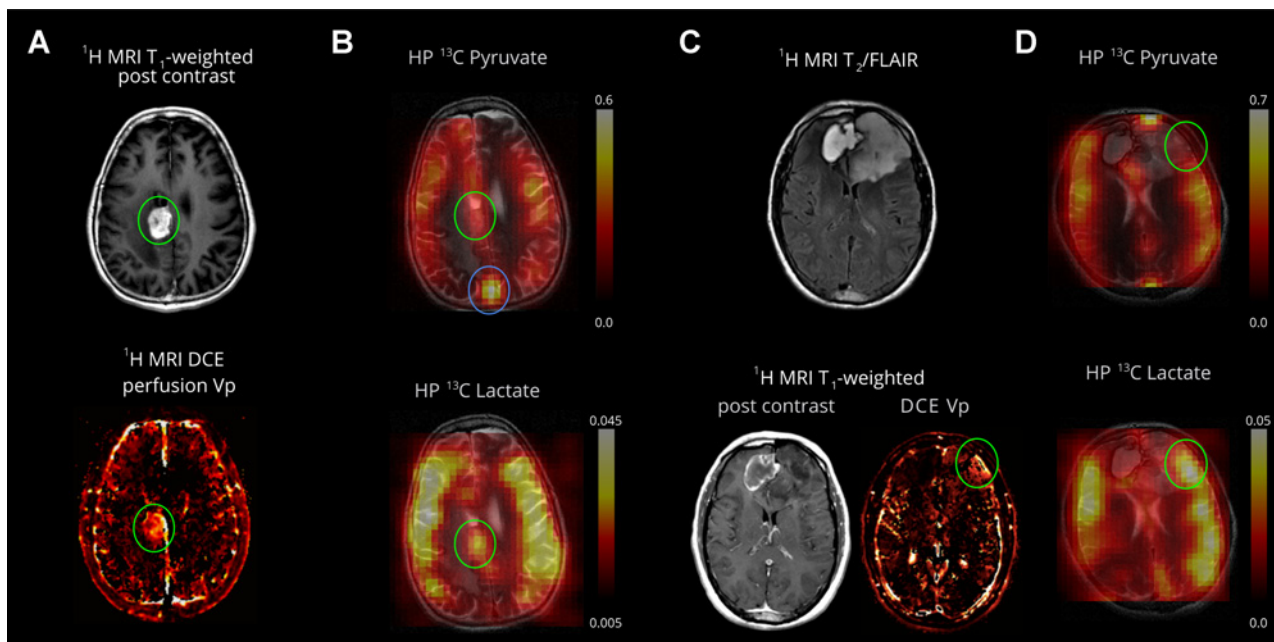 A
¹H MRI T₁-weighted
post contrast
¹H MRI DCE
perfusion Vp
B
HP ¹³C Pyruvate
0.6
0.0
HP ¹³C Lactate
0.045
0.005
C
¹H MRI T₂/FLAIR
¹H MRI T₁-weighted
post contrast
DCE Vp
D
HP ¹³C Pyruvate
0.7
0.0
HP ¹³C Lactate
0.05
0.0